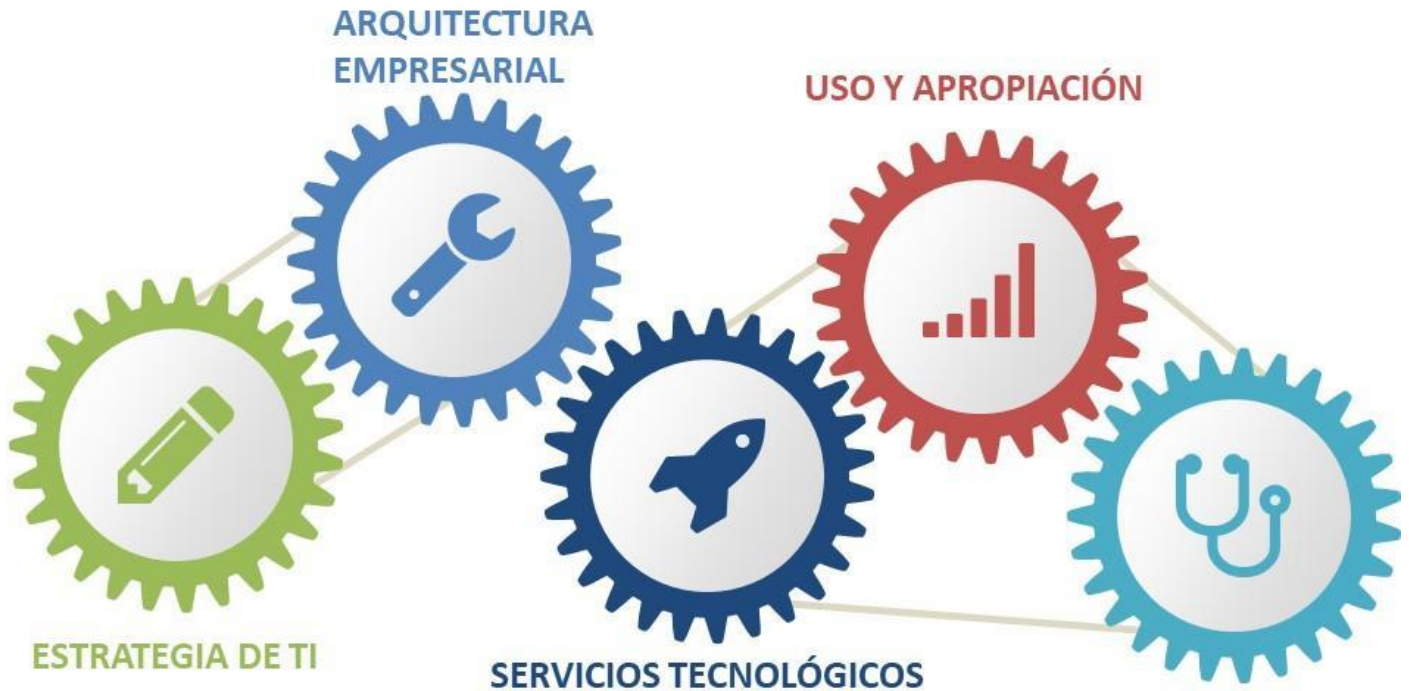 ARQUITECTURA
EMPRESARIAL
USO Y APROPIACIÓN
ESTRATEGIA DE TI
SERVICIOS TECNOLÓGICOS